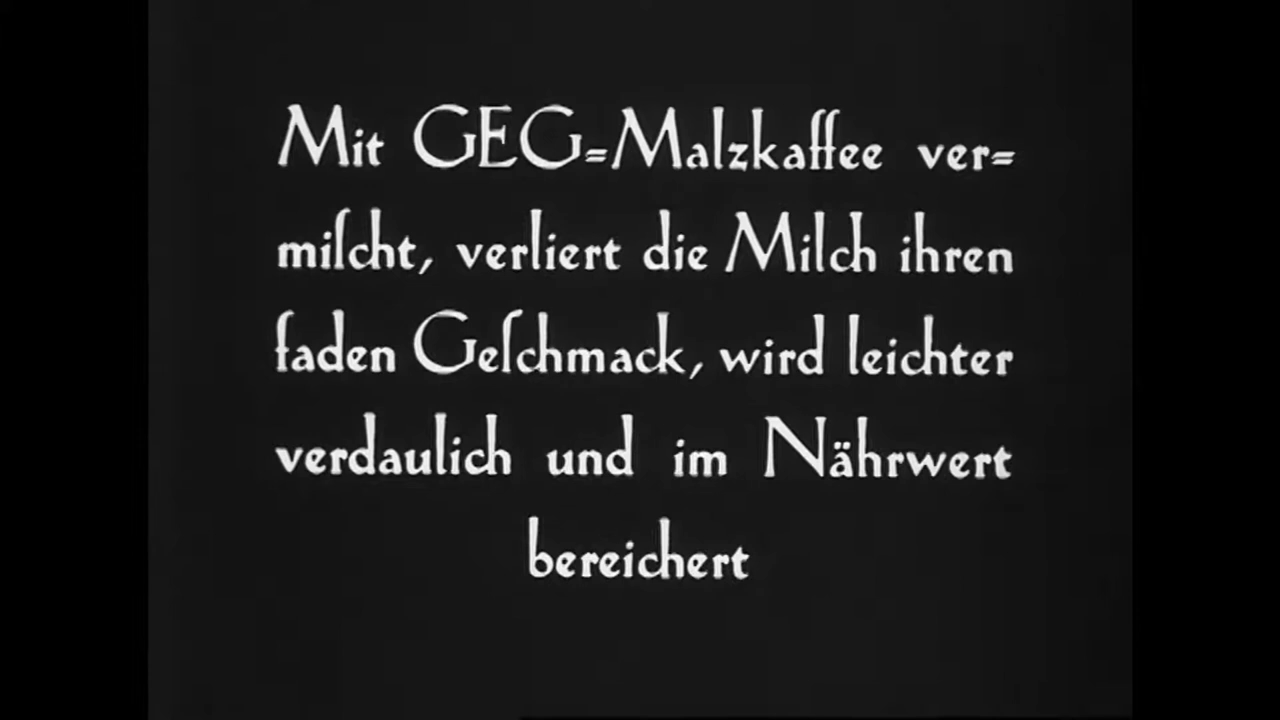 Mit GEG=Malzkaffee ver=
miſcht, verliert die Milch ihren
faden Geſchmack, wird leichter
verdaulich und im Nährwert
bereichert